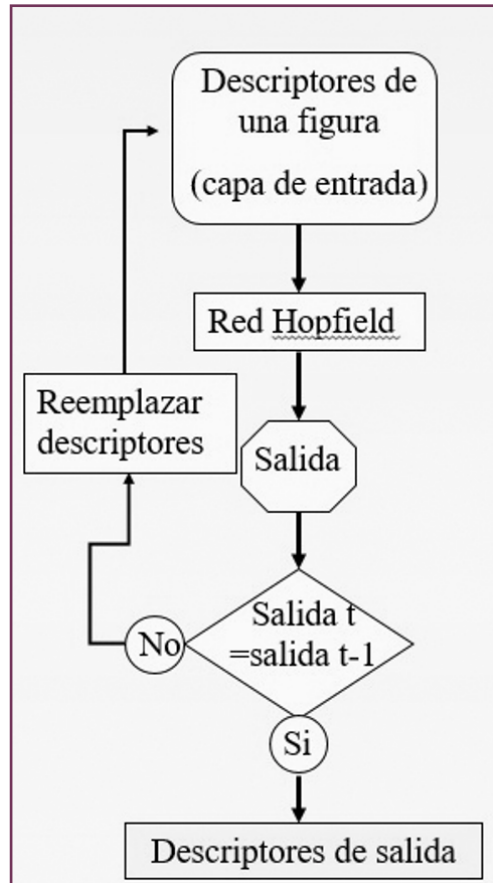 Descriptores de
una figura
(capa de entrada)
Red Hopfield
Reemplazar
descriptores
Salida
Salida t
=salida t-1
No
Si
Descriptores de salida